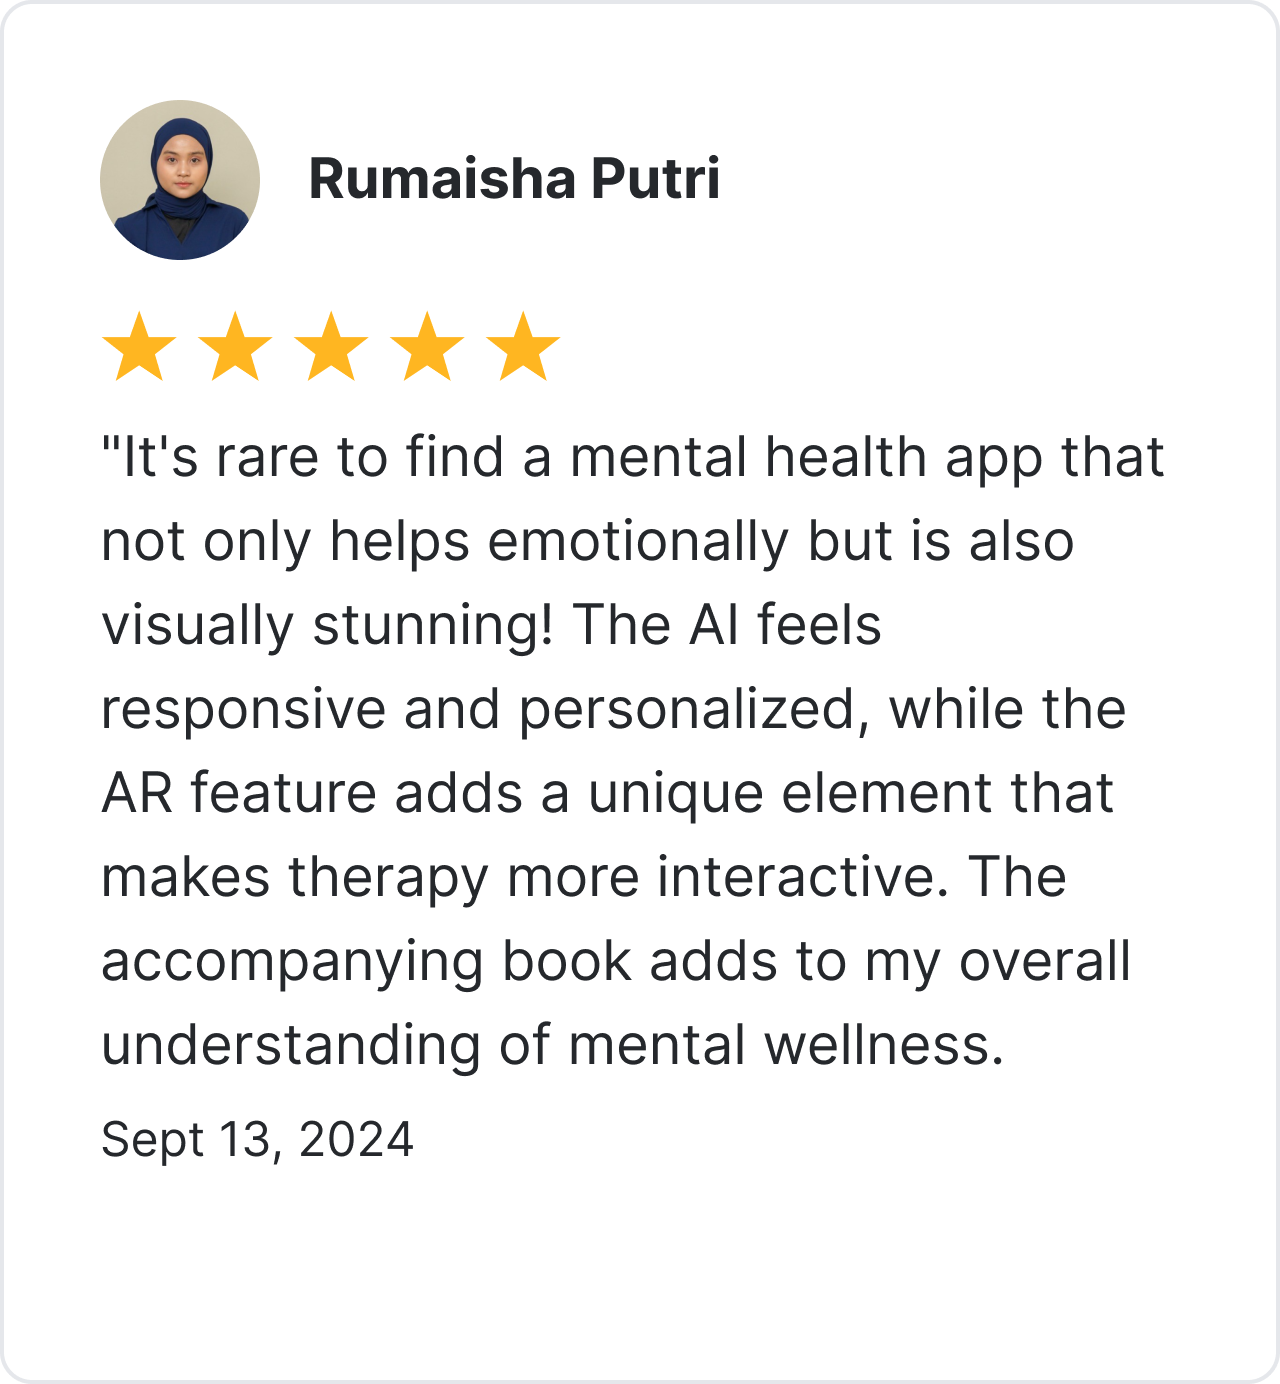 Rumaisha Putri
"It's rare to find a mental health app that
not only helps emotionally but is also
visually stunning! The AI feels
responsive and personalized, while the
AR feature adds a unique element that
makes therapy more interactive. The
accompanying book adds to my overall
understanding of mental wellness.
Sept 13, 2024